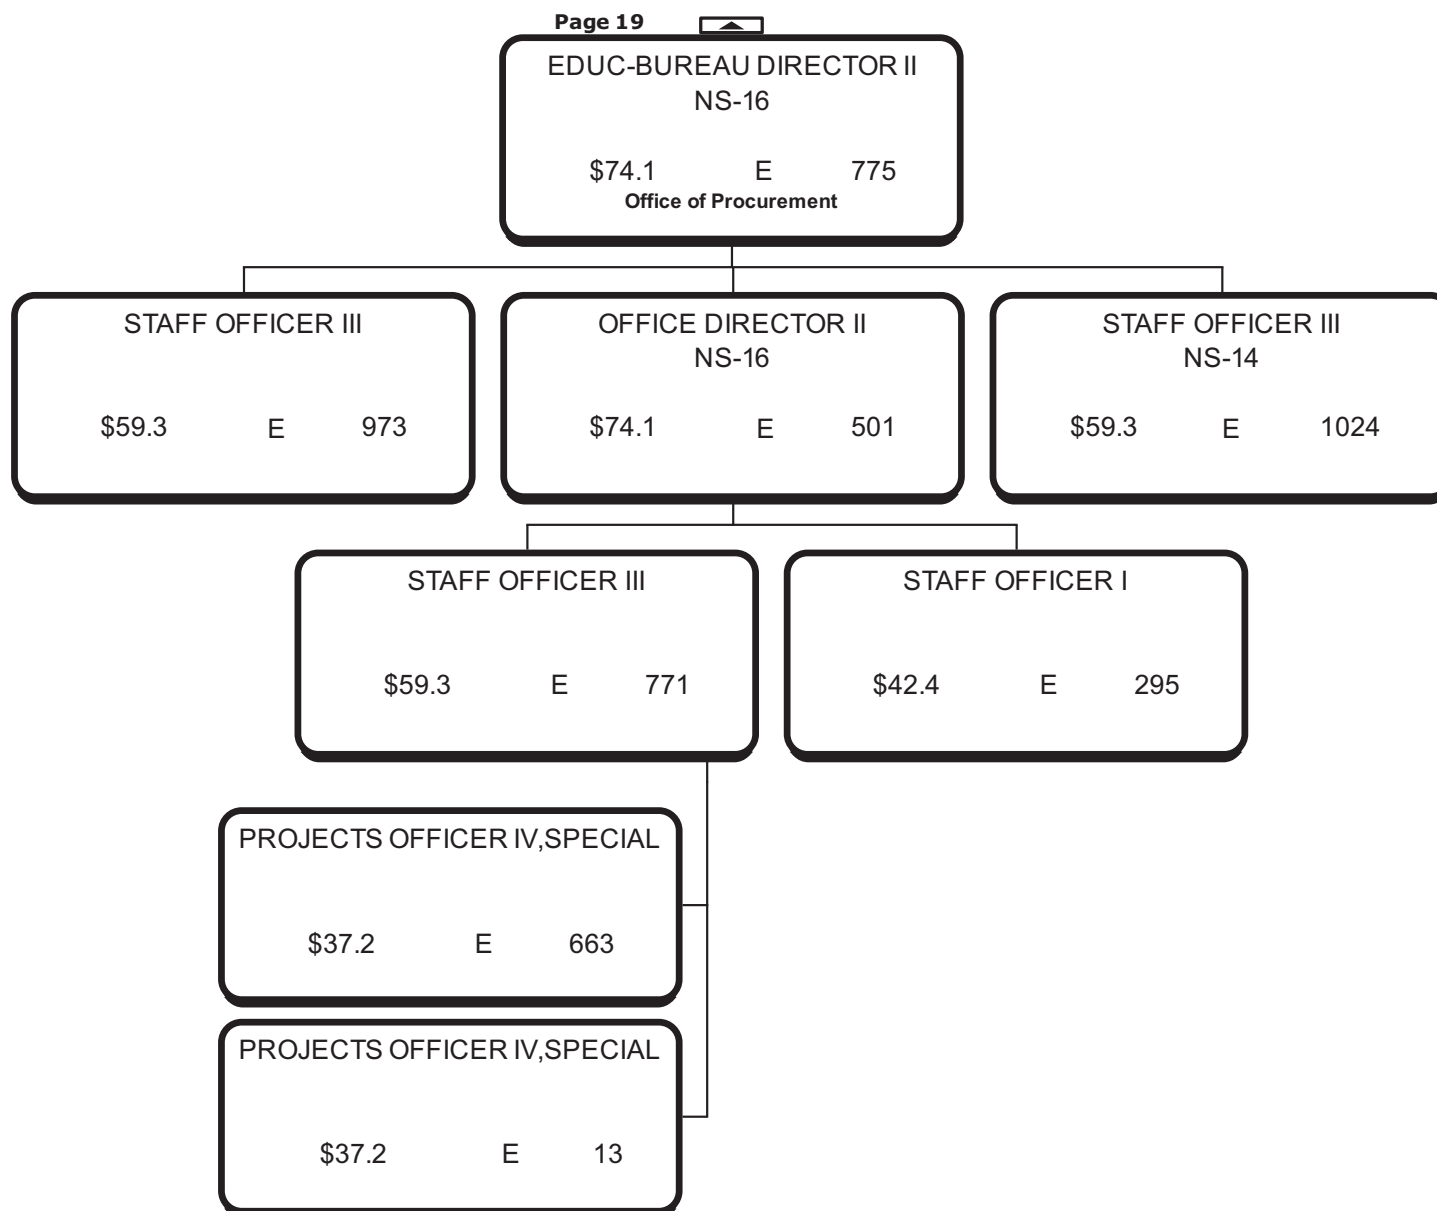 Page 19
EDUC-BUREAU DIRECTOR II
NS-16
$74.1 E 775
Office of Procurement
STAFF OFFICER III
$59.3 E 973
OFFICE DIRECTOR II
NS-16
$74.1 E 501
STAFF OFFICER III
NS-14
$59.3 E 1024
STAFF OFFICER III
$59.3 E 771
STAFF OFFICER I
$42.4 E 295
PROJECTS OFFICER IV,SPECIAL
$37.2 E 663
PROJECTS OFFICER IV,SPECIAL
$37.2 E 13